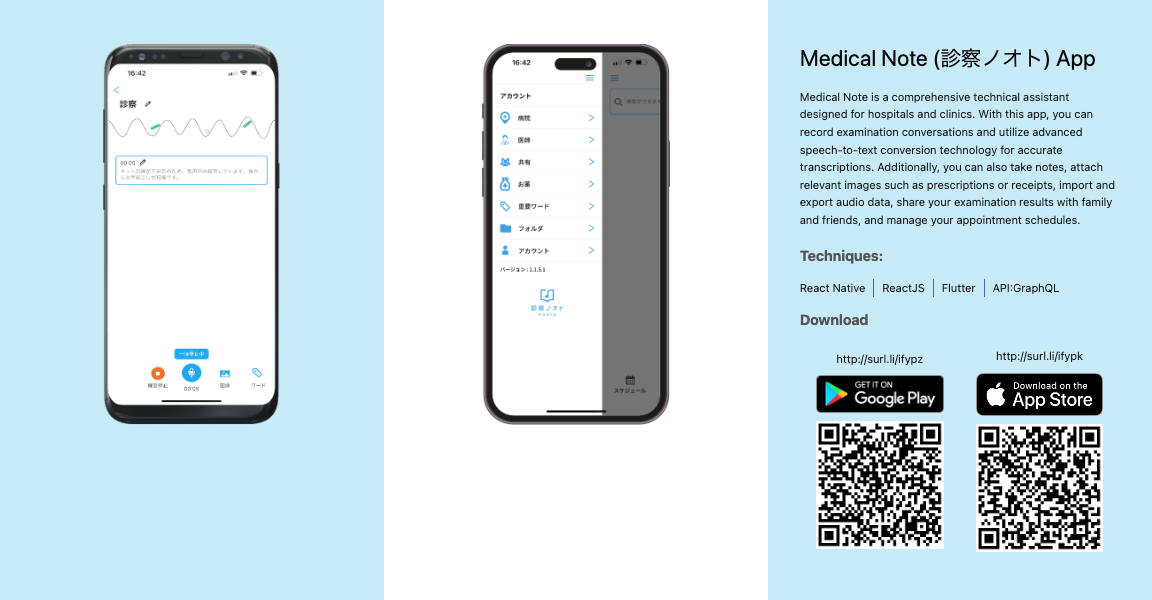 16:42
診察
00:05
ネット回線が不安定のため、音声のみ録音しています。後から文字起こしが可能です。
一時停止中
録音停止
00:05
画像
ワード
16:42
アカウント
病院
医師
共有
お薬
重要ワード
フォルダ
アカウント
バージョン : 1.1.5.1
診察ノオト
スケジュール
Medical Note (診察ノオト) App
Medical Note is a comprehensive technical assistant
designed for hospitals and clinics. With this app, you can
record examination conversations and utilize advanced
speech-to-text conversion technology for accurate
transcriptions. Additionally, you can also take notes, attach
relevant images such as prescriptions or receipts, import and
export audio data, share your examination results with family
and friends, and manage your appointment schedules.
Techniques:
React Native
ReactJS
Flutter
API:GraphQL
Download
http://surl.li/ifypz
GET IT ON
Google Play
http://surl.li/ifypk
Download on the
App Store